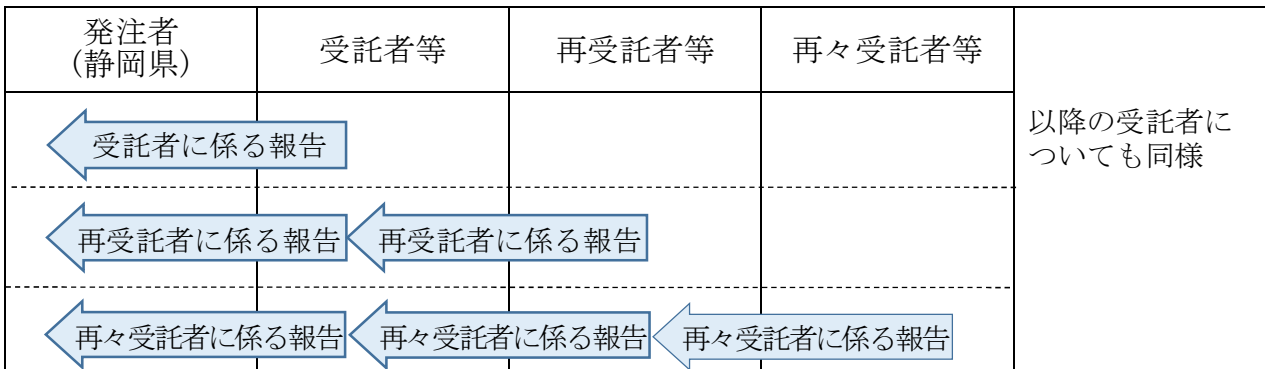 発注者
(静岡県)
受託者等
再受託者等
再々受託者等
以降の受託者に
ついても同様
受託者に係る報告
再受託者に係る報告
再受託者に係る報告
再々受託者に係る報告
再々受託者に係る報告
再々受託者に係る報告